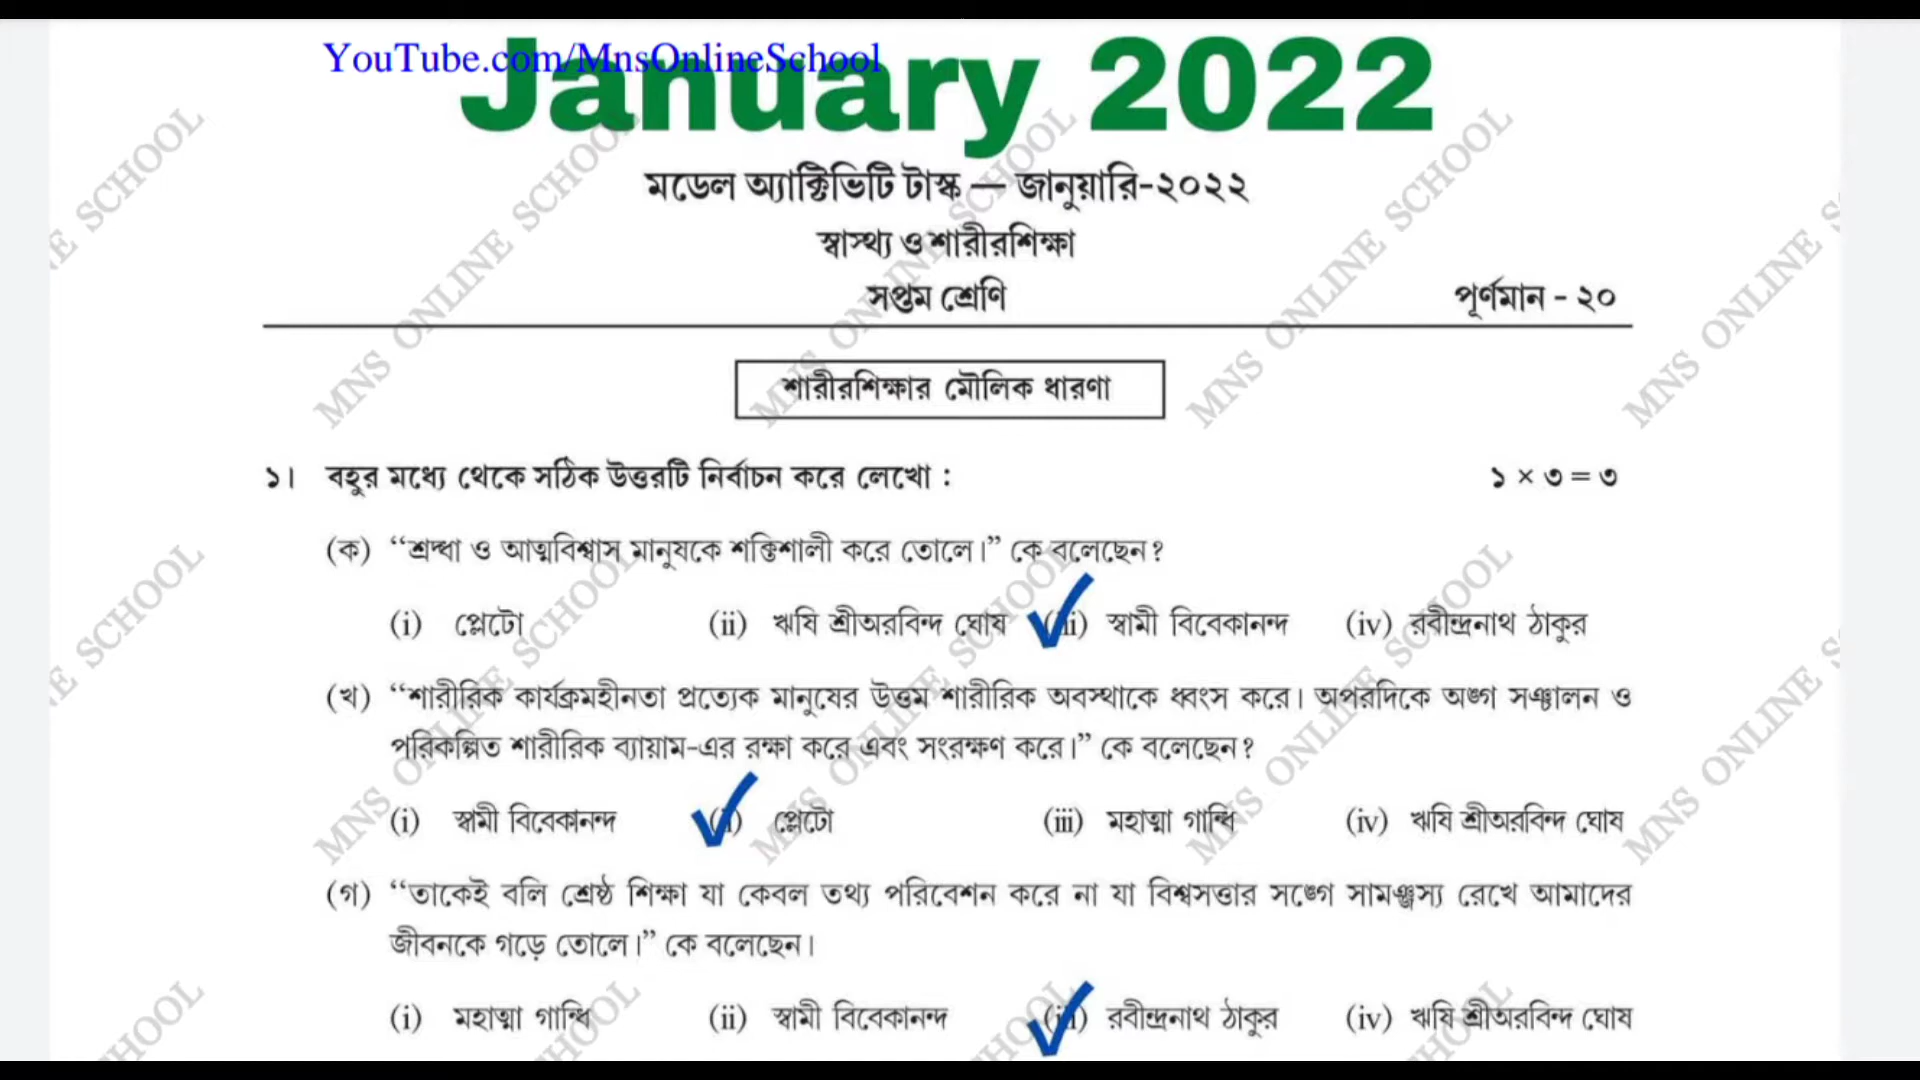 YouTube.com/MnsOnlineSchool
January 2022
মডেল অ্যাক্টিভিটি টাস্ক — জানুয়ারি-২০২২
স্বাস্থ্য ও শারীরশিক্ষা
সপ্তম শ্রেণি পূর্ণমান - ২০
শারীরশিক্ষার মৌলিক ধারণা
১। বহুর মধ্যে থেকে সঠিক উত্তরটি নির্বাচন করে লেখো : ১ × ৩ = ৩
(ক) “শ্রদ্ধা ও আত্মবিশ্বাস মানুষকে শক্তিশালী করে তোলে।” কে বলেছেন?
(i) প্লেটো (ii) ঋষি শ্রীঅরবিন্দ ঘোষ (iii) স্বামী বিবেকানন্দ (iv) রবীন্দ্রনাথ ঠাকুর
(খ) “শারীরিক কার্যক্রমহীনতা প্রত্যেক মানুষের উত্তম শারীরিক অবস্থাকে ধ্বংস করে। অপরদিকে অঙ্গ সঞ্চালন ও
পরিকল্পিত শারীরিক ব্যায়াম-এর রক্ষা করে এবং সংরক্ষণ করে।” কে বলেছেন?
(i) স্বামী বিবেকানন্দ (ii) প্লেটো (iii) মহাত্মা গান্ধি (iv) ঋষি শ্রীঅরবিন্দ ঘোষ
(গ) “তাকেই বলি শ্রেষ্ঠ শিক্ষা যা কেবল তথ্য পরিবেশন করে না যা বিশ্বসত্তার সঙ্গে সামঞ্জস্য রেখে আমাদের
জীবনকে গড়ে তোলে।” কে বলেছেন।
(i) মহাত্মা গান্ধি (ii) স্বামী বিবেকানন্দ (iii) রবীন্দ্রনাথ ঠাকুর (iv) ঋষি শ্রীঅরবিন্দ ঘোষ
MNS ONLINE SCHOOL